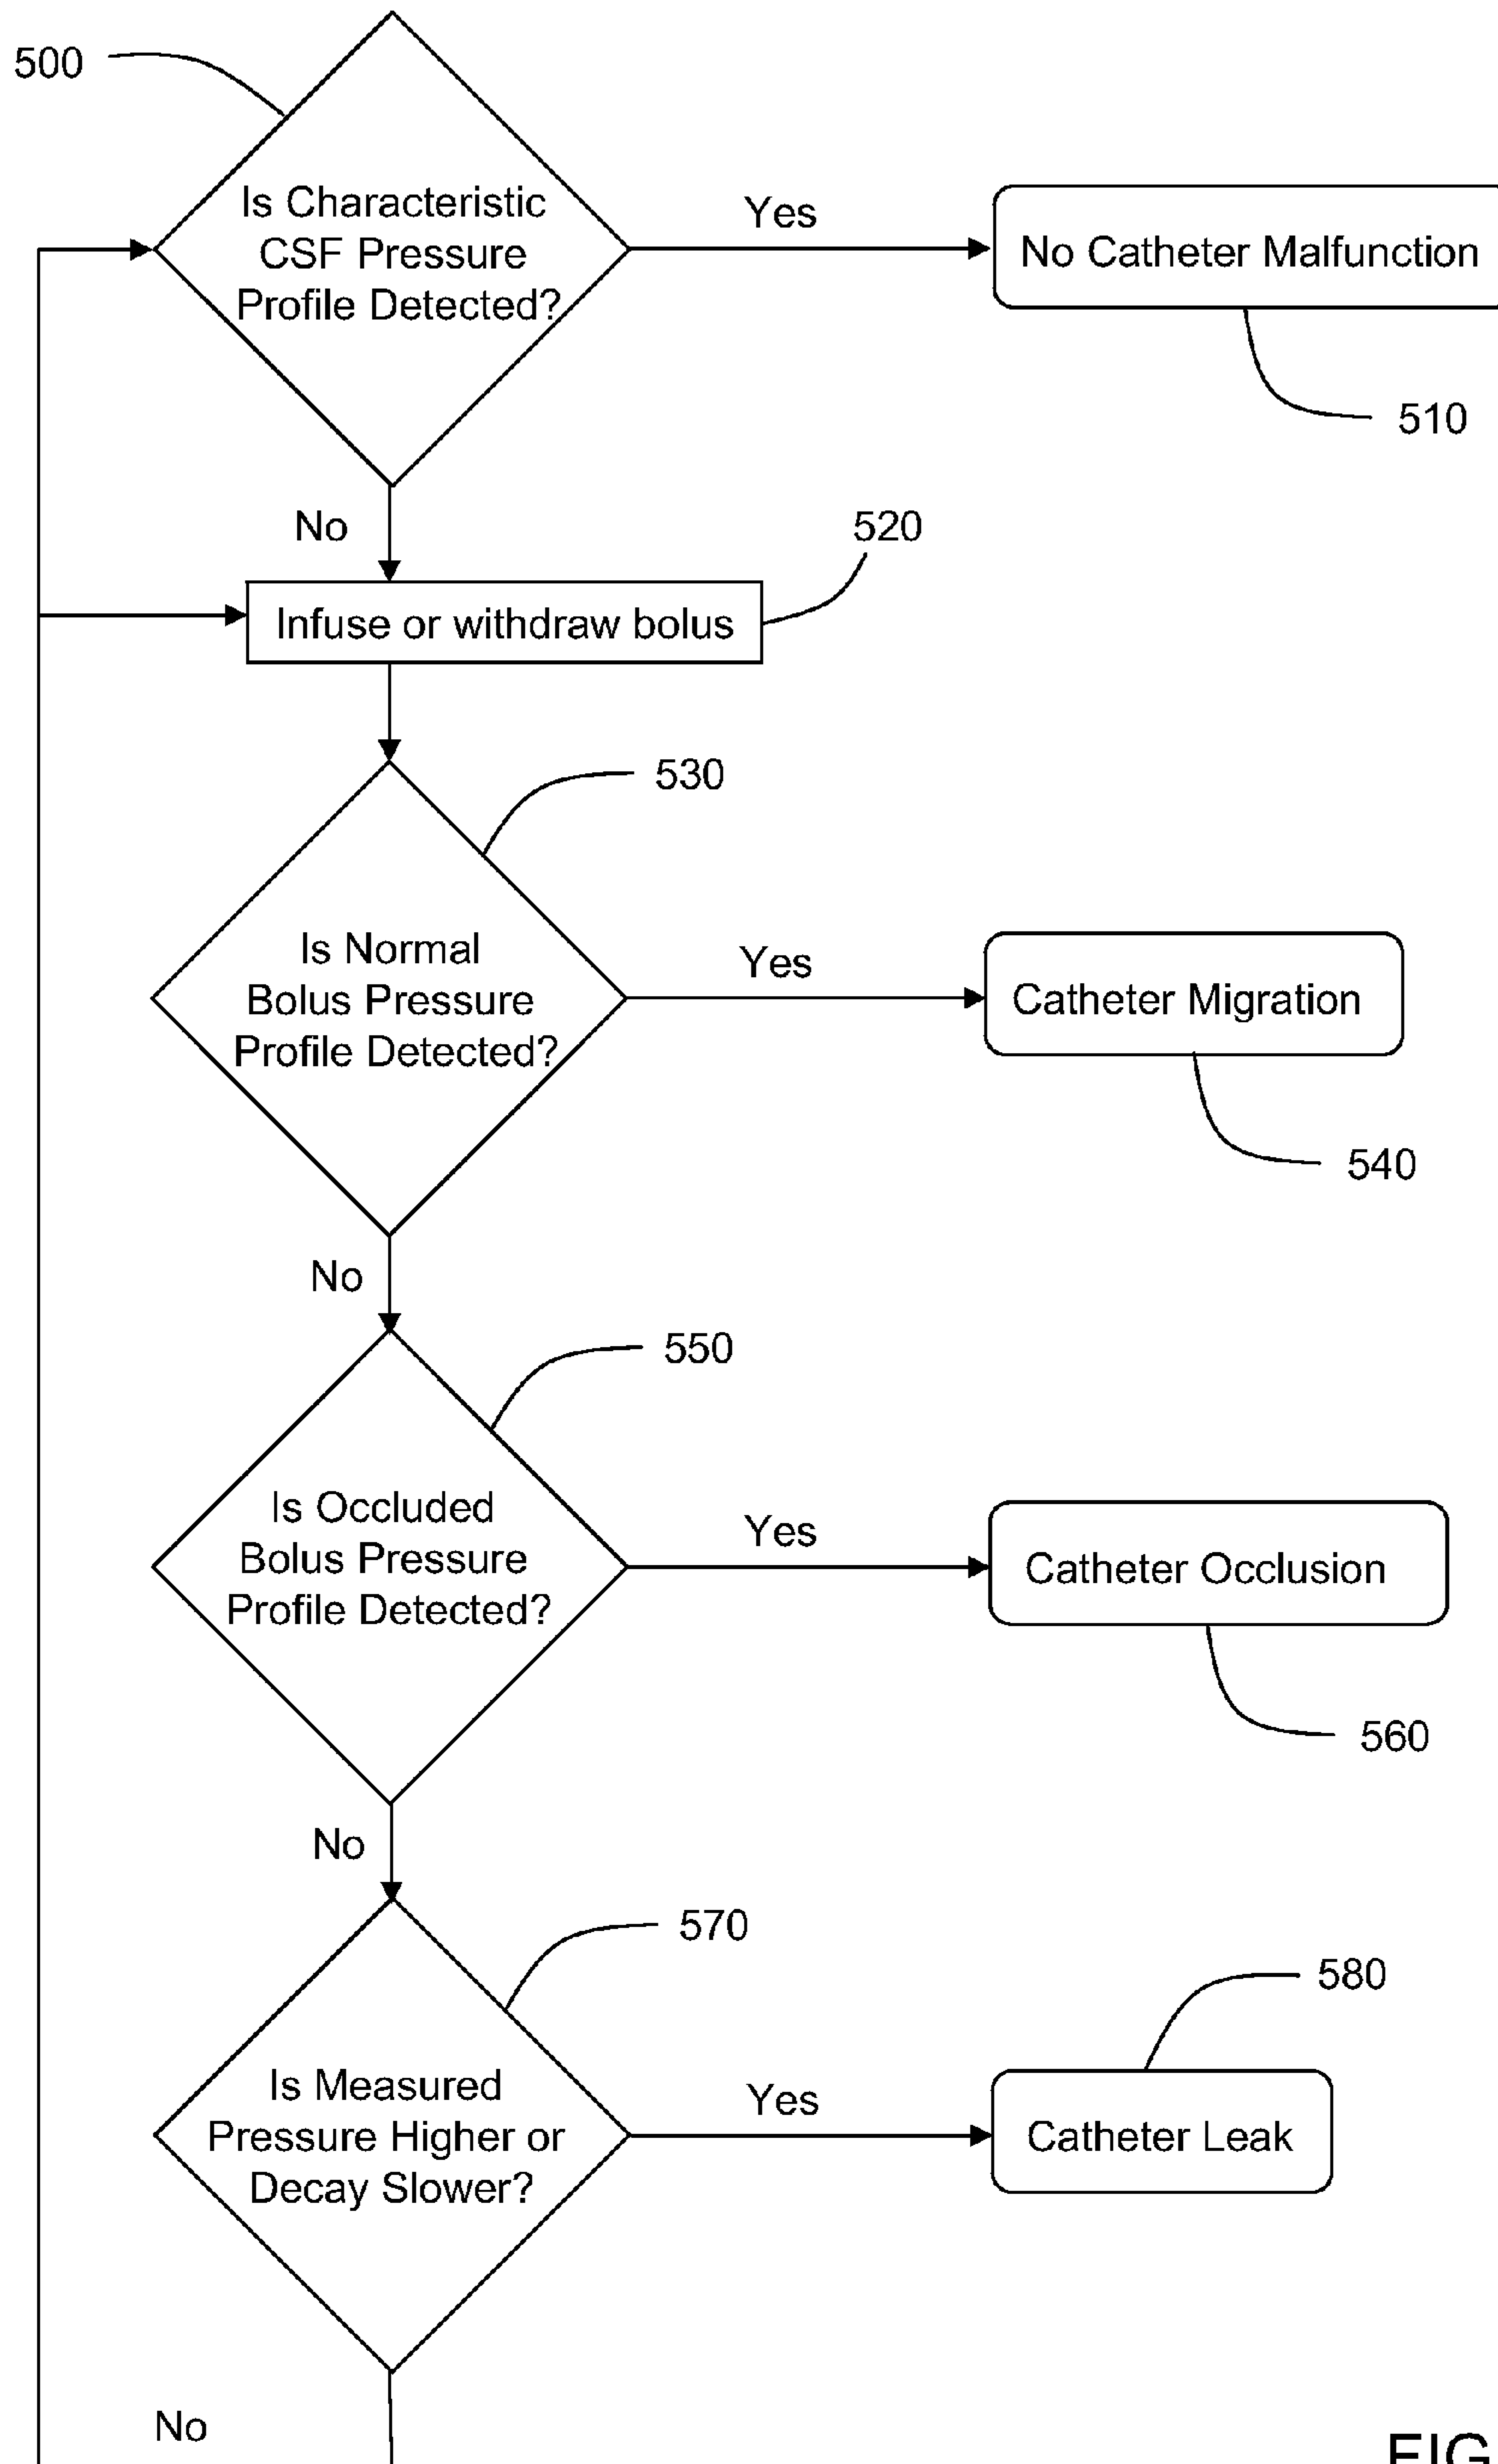 500
Is Characteristic
CSF Pressure
Profile Detected?
Yes
No Catheter Malfunction
510
No
520
Infuse or withdraw bolus
530
Is Normal
Bolus Pressure
Profile Detected?
Yes
Catheter Migration
540
No
550
Is Occluded
Bolus Pressure
Profile Detected?
Yes
Catheter Occlusion
560
No
570
580
Is Measured
Pressure Higher or
Decay Slower?
Yes
Catheter Leak
No
FIG